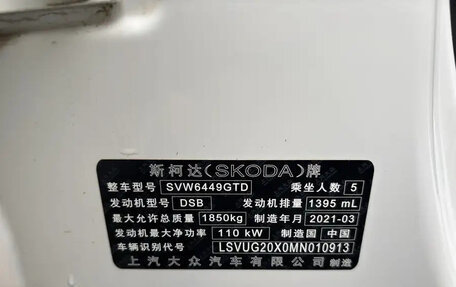 斯柯达(SKODA)牌
整车型号 SVW6449GTD 乘坐人数 5
发动机型号 DSB 发动机排量 1395 mL
最大允许总质量 1850kg 制造年月 2021-03
发动机最大净功率 110 kW 制造国 中国
车辆识别代号 LSVUG20X0MN010913
上汽大众汽车有限公司 制造